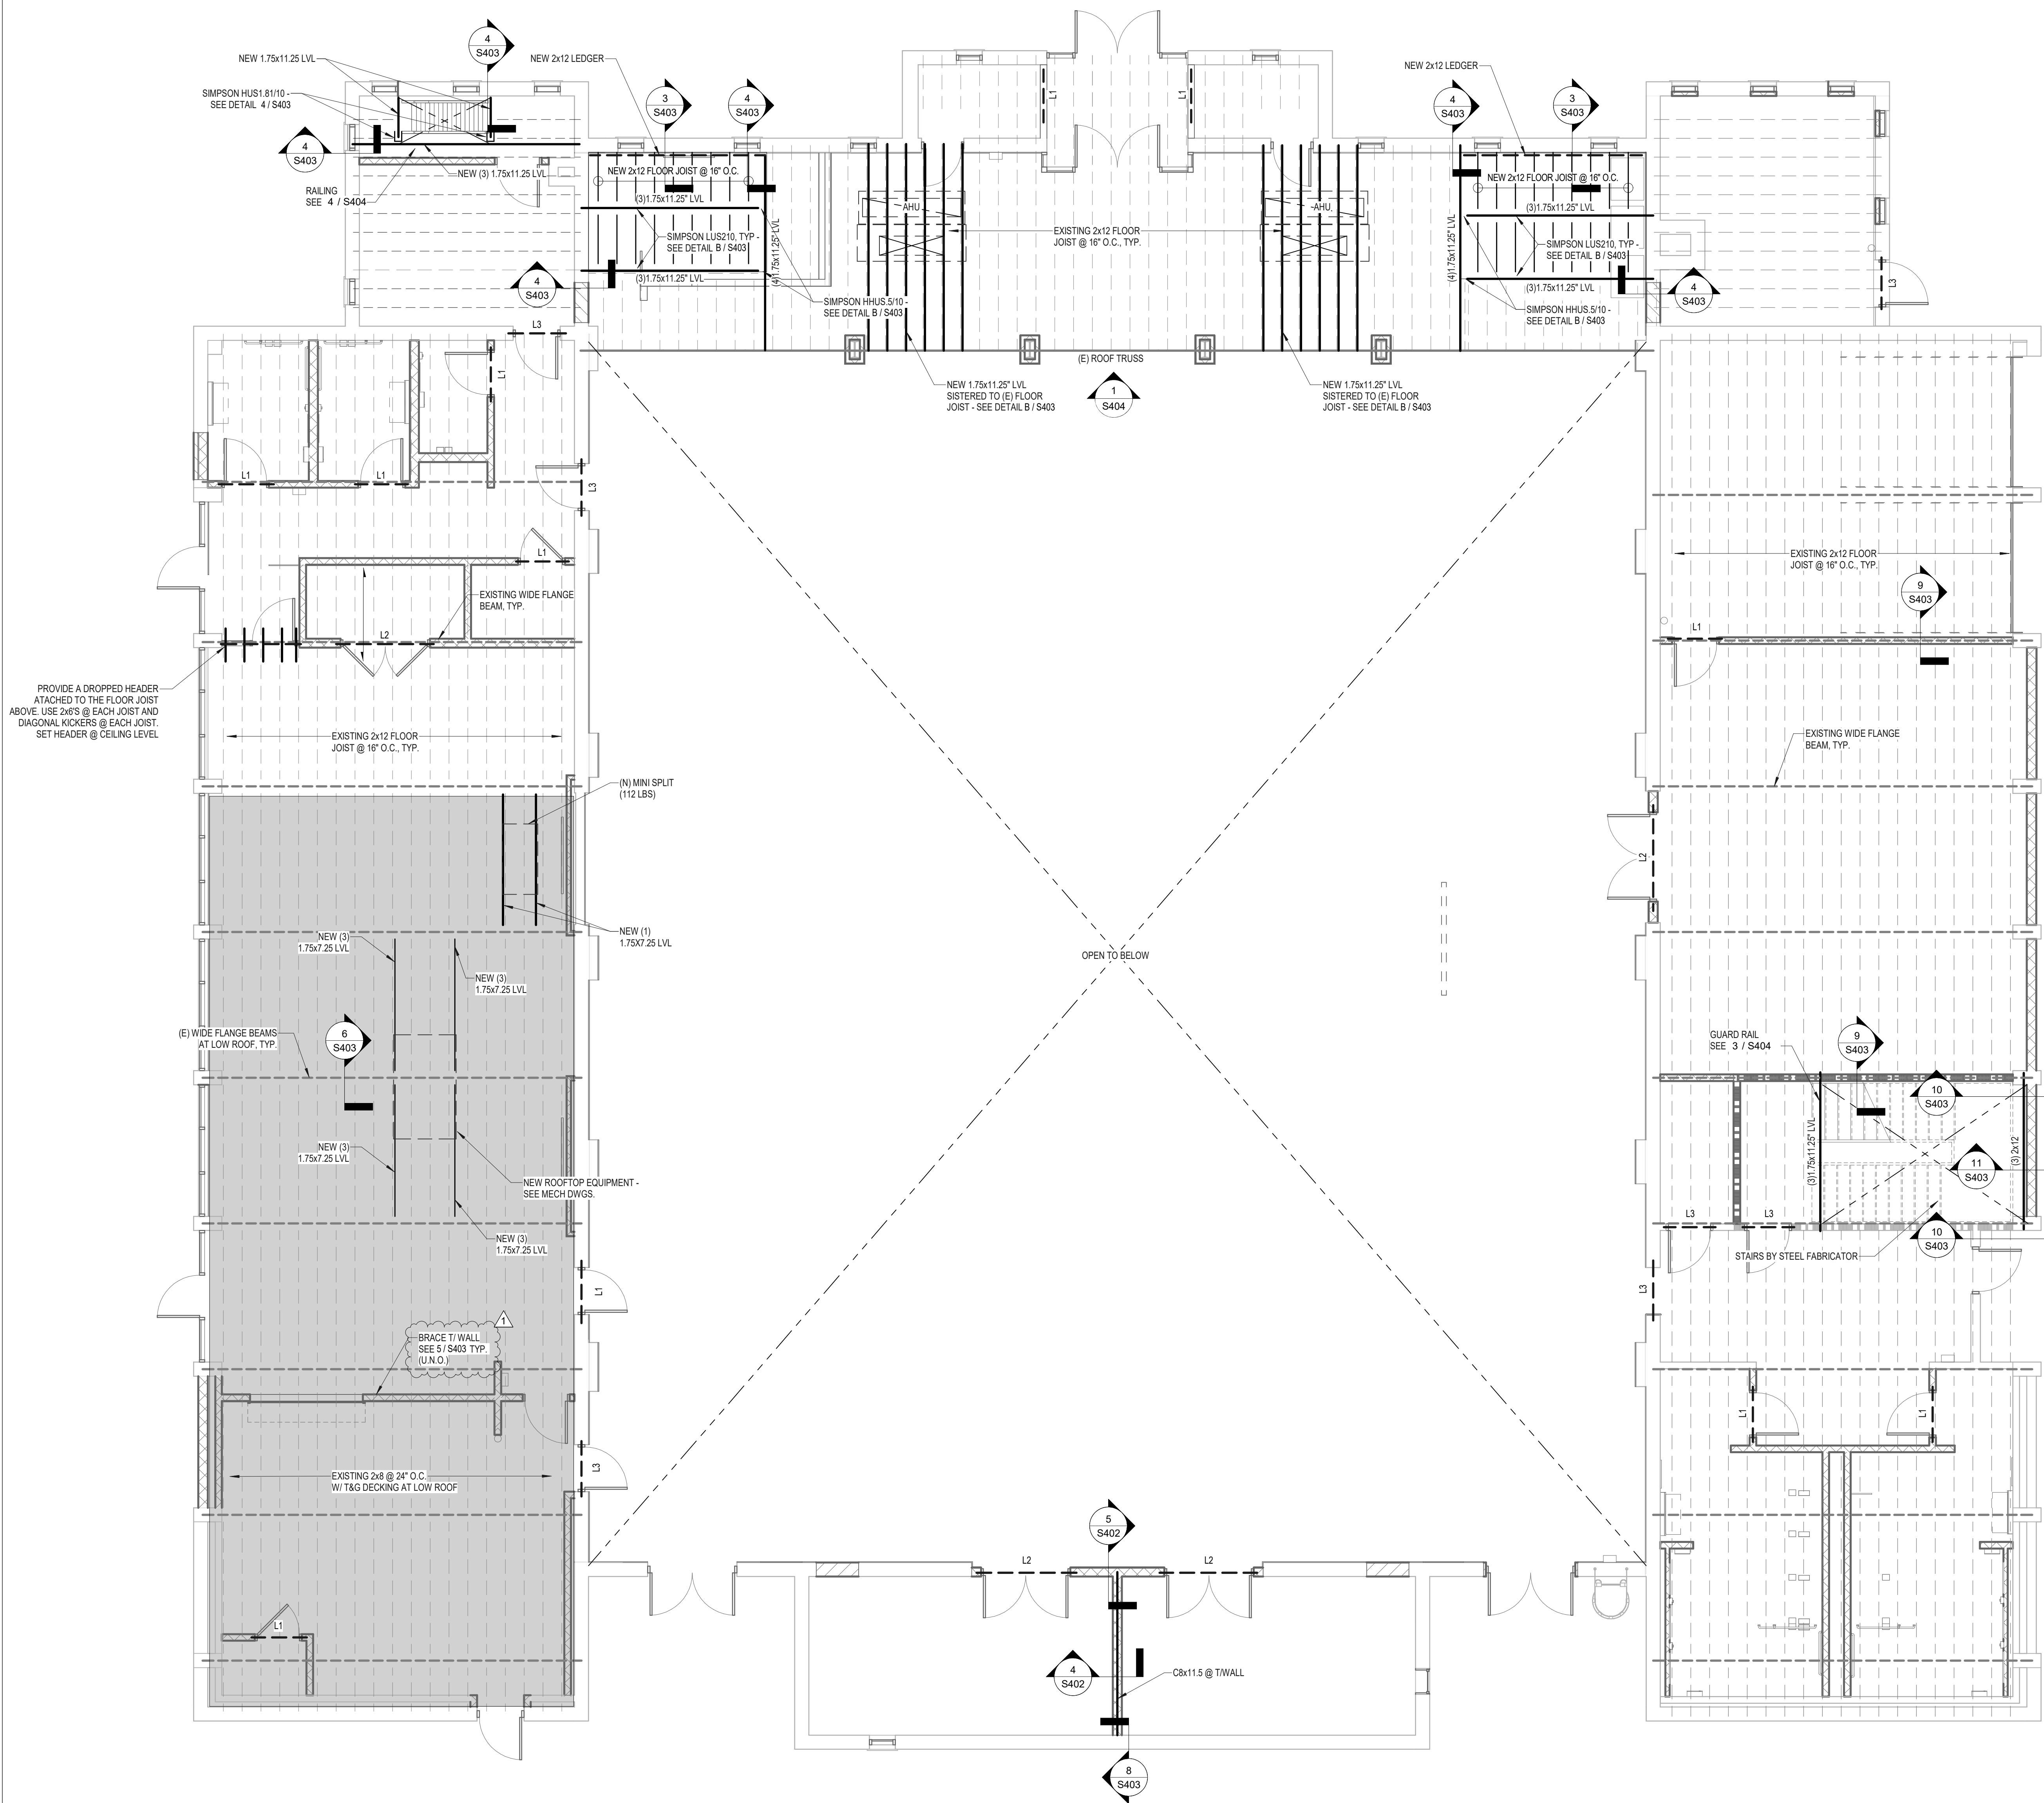 4
S403
NEW 1.75x11.25 LVL
NEW 2x12 LEDGER
SIMPSON HUS1.81/10 -
SEE DETAIL 4 / S403
3
S403
4
S403
4
S403
NEW (3) 1.75x11.25 LVL
RAILING
SEE 4 / S404
NEW 2x12 FLOOR JOIST @ 16" O.C.
(3)1.75x11.25" LVL
SIMPSON LUS210, TYP -
SEE DETAIL B / S403
(3)1.75x11.25" LVL
(4)1.75x11.25" LVL
SIMPSON HHUS.5/10 -
SEE DETAIL B / S403
4
S403
L1
L1
AHU
AHU
EXISTING 2x12 FLOOR
JOIST @ 16" O.C., TYP.
NEW 2x12 LEDGER
4
S403
3
S403
NEW 2x12 FLOOR JOIST @ 16" O.C.
(3)1.75x11.25" LVL
(4)1.75x11.25" LVL
SIMPSON LUS210, TYP -
SEE DETAIL B / S403
(3)1.75x11.25" LVL
SIMPSON HHUS.5/10 -
SEE DETAIL B / S403
4
S403
L3
L3
L1
(E) ROOF TRUSS
1
S404
NEW 1.75x11.25" LVL
SISTERED TO (E) FLOOR
JOIST - SEE DETAIL B / S403
NEW 1.75x11.25" LVL
SISTERED TO (E) FLOOR
JOIST - SEE DETAIL B / S403
L1
L1
L3
L1
EXISTING WIDE FLANGE
BEAM, TYP.
L2
PROVIDE A DROPPED HEADER
ATACHED TO THE FLOOR JOIST
ABOVE. USE 2x6'S @ EACH JOIST AND
DIAGONAL KICKERS @ EACH JOIST.
SET HEADER @ CEILING LEVEL
EXISTING 2x12 FLOOR
JOIST @ 16" O.C., TYP.
EXISTING 2x12 FLOOR
JOIST @ 16" O.C., TYP.
9
S403
L1
EXISTING WIDE FLANGE
BEAM, TYP.
L2
(N) MINI SPLIT
(112 LBS)
NEW (1)
1.75X7.25 LVL
NEW (3)
1.75x7.25 LVL
NEW (3)
1.75x7.25 LVL
OPEN TO BELOW
(E) WIDE FLANGE BEAMS
AT LOW ROOF, TYP.
6
S403
NEW (3)
1.75x7.25 LVL
NEW ROOFTOP EQUIPMENT -
SEE MECH DWGS.
NEW (3)
1.75x7.25 LVL
GUARD RAIL
SEE 3 / S404
9
S403
10
S403
(3)1.75x11.25" LVL
(3) 2x12
11
S403
10
S403
L3
L3
STAIRS BY STEEL FABRICATOR
L3
L1
1
BRACE T/ WALL
SEE 5 / S403 TYP.
(U.N.O.)
L1
L1
L3
EXISTING 2x8 @ 24" O.C.
W/ T&G DECKING AT LOW ROOF
5
S402
L2
L2
L1
4
S402
C8x11.5 @ T/WALL
8
S403